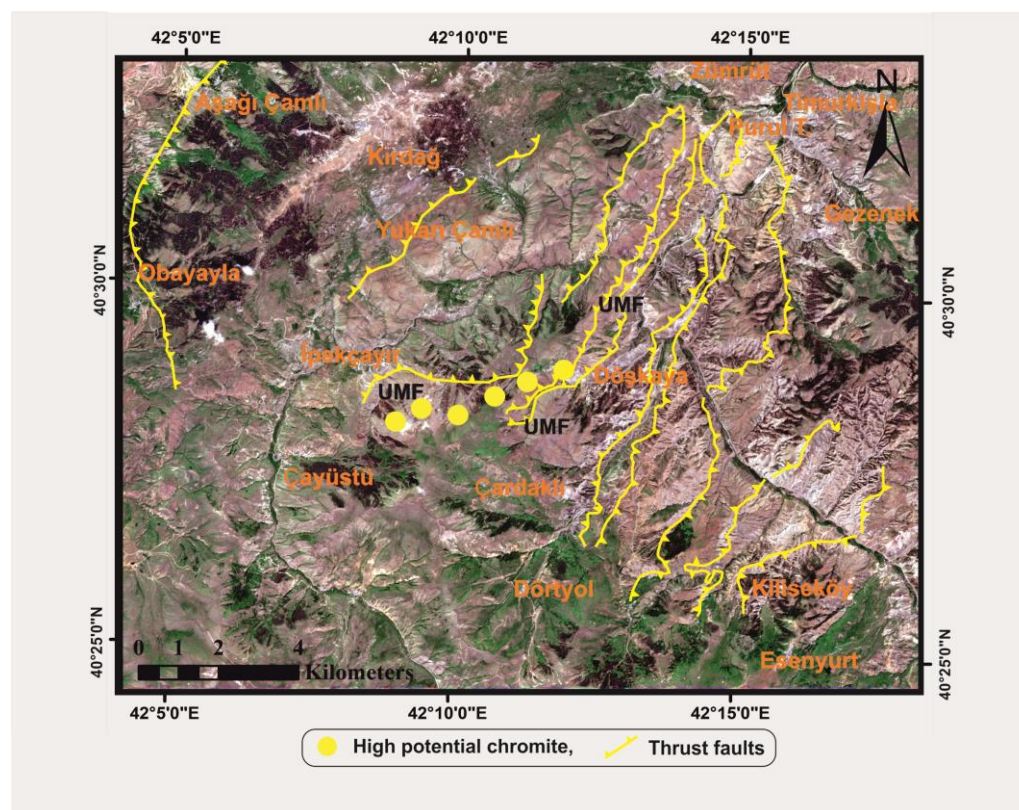 42°5'0"E
42°10'0"E
42°15'0"E
Zümrüt
N
Aşağı Çamlı
Timurkışla
Purul T.
Kırdağ
Gezenek
Yukarı Çamlı
Obayayla
40°30'0"N
40°30'0"N
UMF
İpekçayır
Döşkaya
UMF
UMF
Çayüstü
Çardaklı
Dörtyol
Kiliseköy
Esenyurt
40°25'0"N
40°25'0"N
0 1 2 4
Kilometers
42°5'0"E
42°10'0"E
42°15'0"E
High potential chromite, Thrust faults